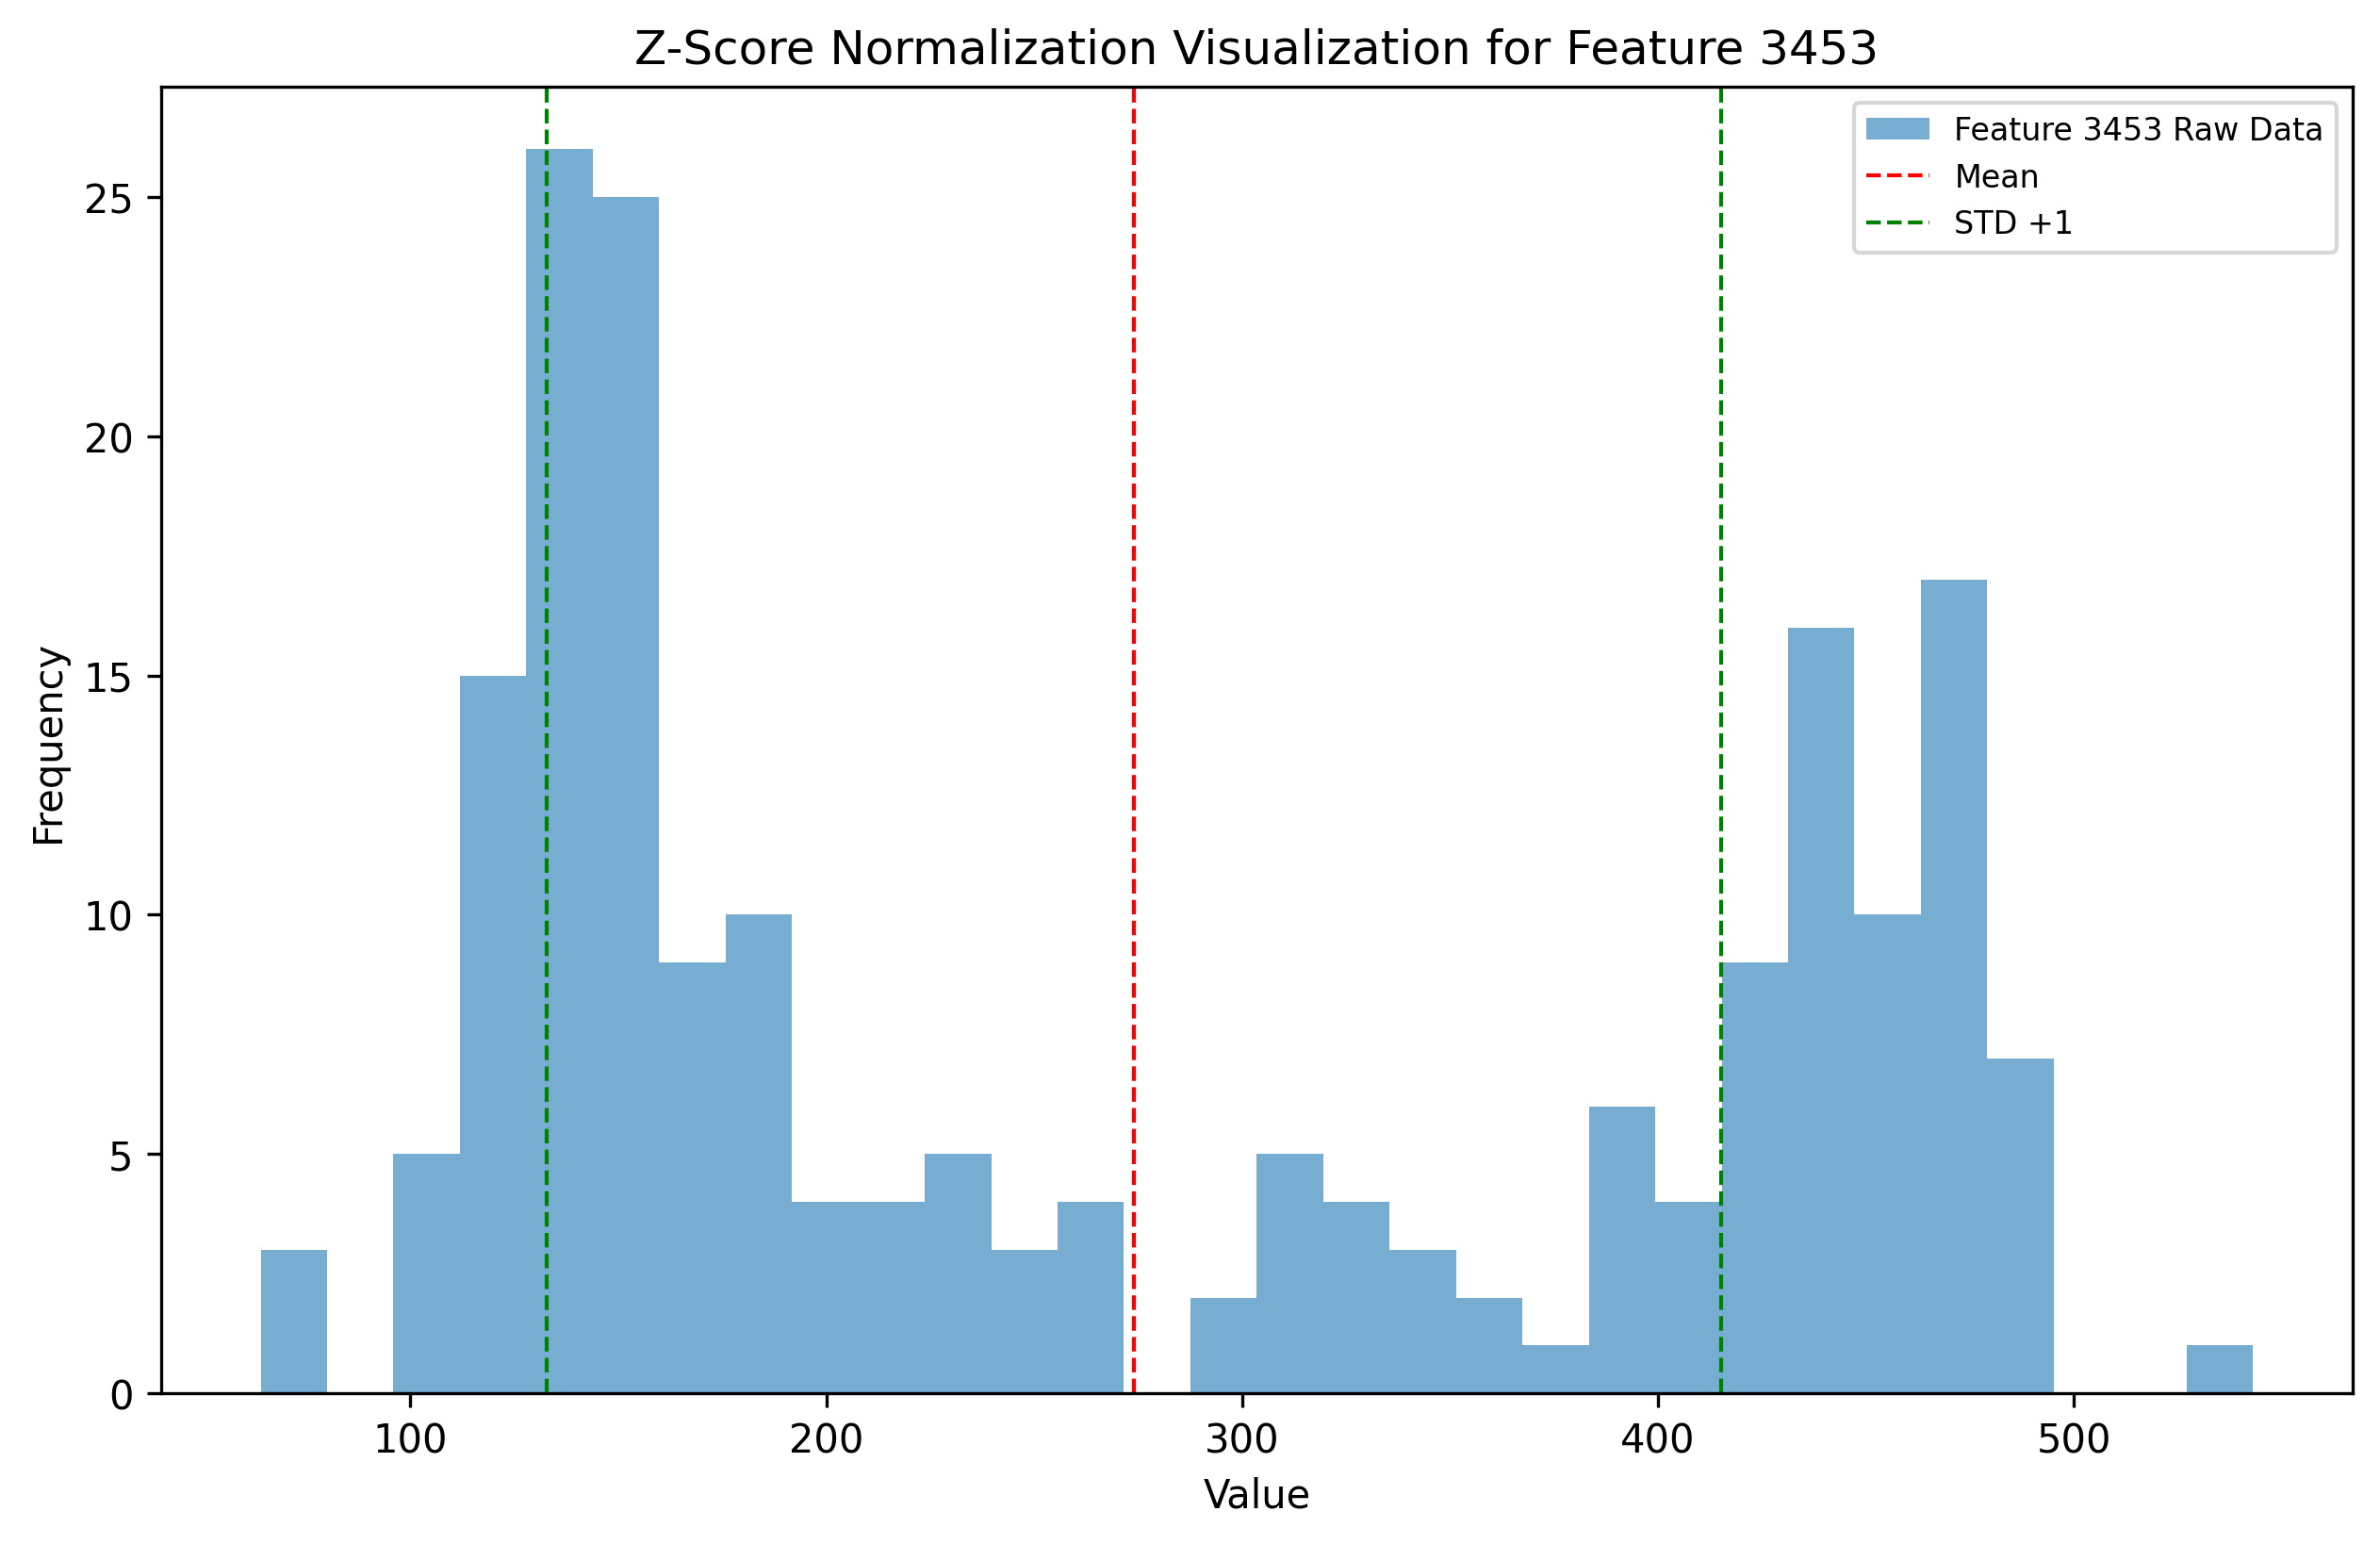 Z-Score Normalization Visualization for Feature 3453
Feature 3453 Raw Data
Mean
STD +1
25
20
15
10
5
0
Frequency
100 200 300 400 500
Value